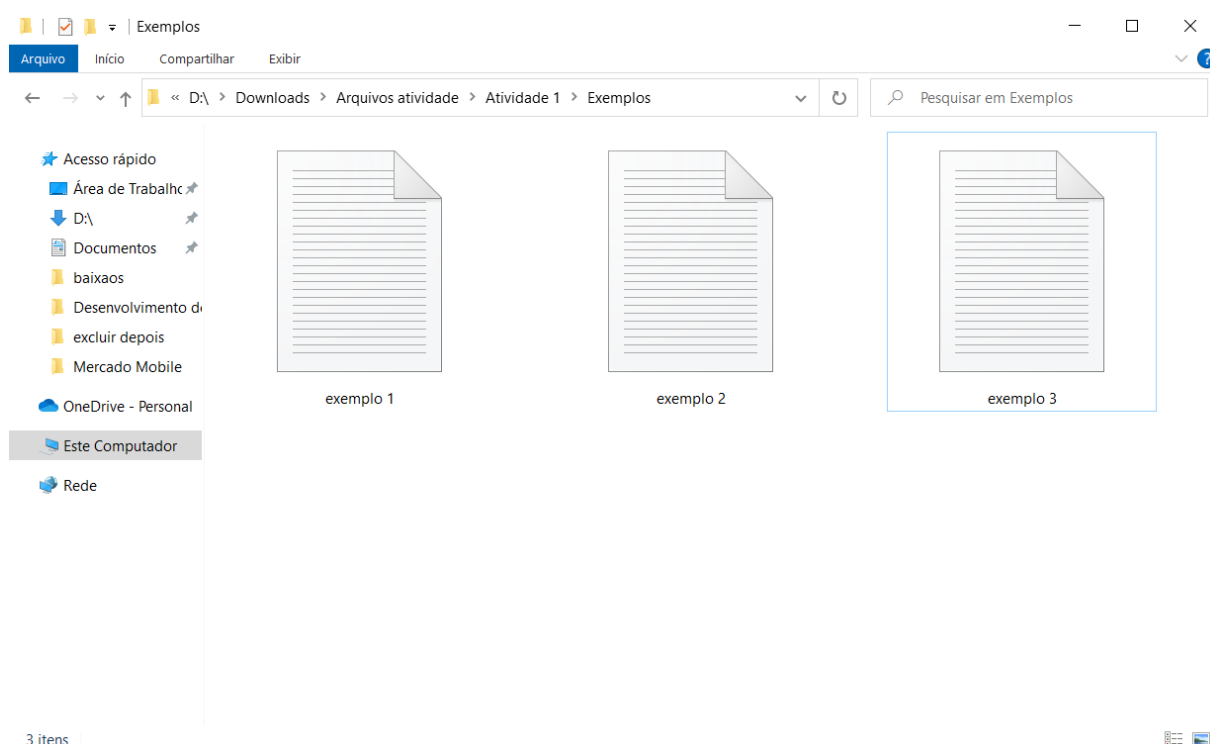 Exemplos
Arquivo Início Compartilhar Exibir
« D:\ > Downloads > Arquivos atividade > Atividade 1 > Exemplos
Pesquisar em Exemplos
Acesso rápido
Área de Trabalho
D:\
Documentos
baixaos
Desenvolvimento de
excluir depois
Mercado Mobile
OneDrive - Personal
Este Computador
Rede
exemplo 1 exemplo 2 exemplo 3
3 itens